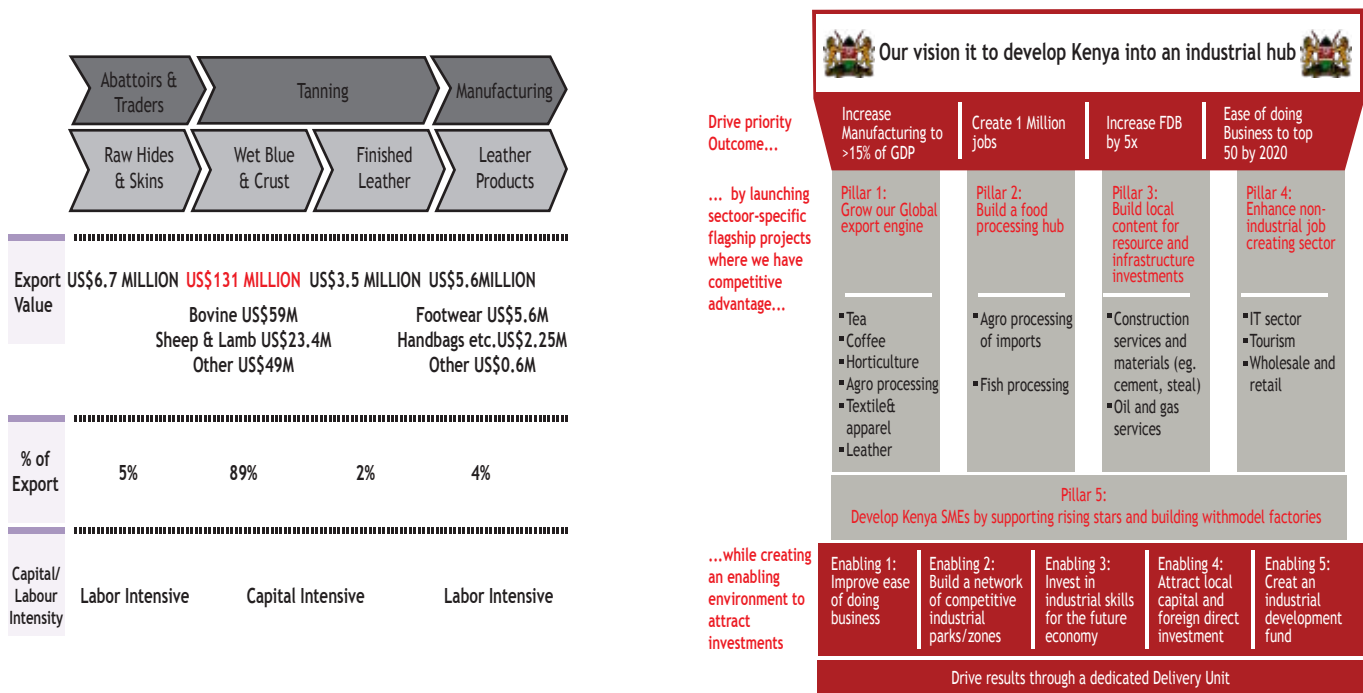 Abattoirs &
Traders
Tanning
Manufacturing
Raw Hides
& Skins
Wet Blue
& Crust
Finished
Leather
Leather
Products
Export
Value
US$6.7 MILLION
US$131 MILLION
US$3.5 MILLION
US$5.6MILLION
Bovine US$59M
Sheep & Lamb US$23.4M
Other US$49M
Footwear US$5.6M
Handbags etc.US$2.25M
Other US$0.6M
% of
Export
5%
89%
2%
4%
Capital/
Labour
Intensity
Labor Intensive
Capital Intensive
Labor Intensive
Our vision it to develop Kenya into an industrial hub
Drive priority
Outcome...
Increase
Manufacturing to
>15% of GDP
Create 1 Million
jobs
Increase FDB
by 5x
Ease of doing
Business to top
50 by 2020
... by launching
sectoor-specific
flagship projects
where we have
competitive
advantage...
Pillar 1:
Grow our Global
export engine
▪Tea
▪Coffee
▪Horticulture
▪Agro processing
▪Textile&
apparel
▪Leather
Pillar 2:
Build a food
processing hub
▪Agro processing
of imports
▪Fish processing
Pillar 3:
Build local
content for
resource and
infrastructure
investments
▪Construction
services and
materials (eg.
cement, steal)
▪Oil and gas
services
Pillar 4:
Enhance non-
industrial job
creating sector
▪IT sector
▪Tourism
▪Wholesale and
retail
Pillar 5:
Develop Kenya SMEs by supporting rising stars and building withmodel factories
...while creating
an enabling
environment to
attract
investments
Enabling 1:
Improve ease
of doing
business
Enabling 2:
Build a network
of competitive
industrial
parks/zones
Enabling 3:
Invest in
industrial skills
for the future
economy
Enabling 4:
Attract local
capital and
foreign direct
investment
Enabling 5:
Creat an
industrial
development
fund
Drive results through a dedicated Delivery Unit